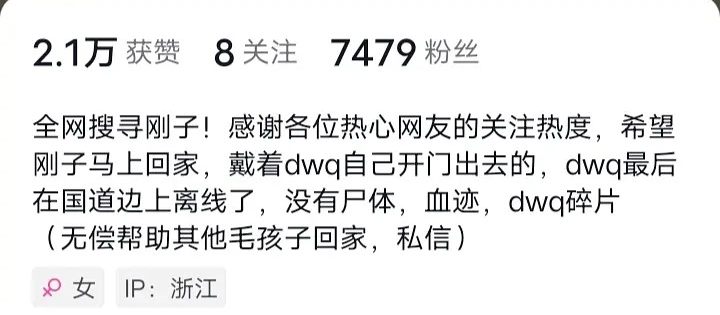 2.1万 获赞 8 关注 7479 粉丝
全网搜寻刚子！感谢各位热心网友的关注热度，希望
刚子马上回家，戴着dwq自己开门出去的，dwq最后
在国道边上离线了，没有尸体，血迹，dwq碎片
（无偿帮助其他毛孩子回家，私信）
女 IP：浙江